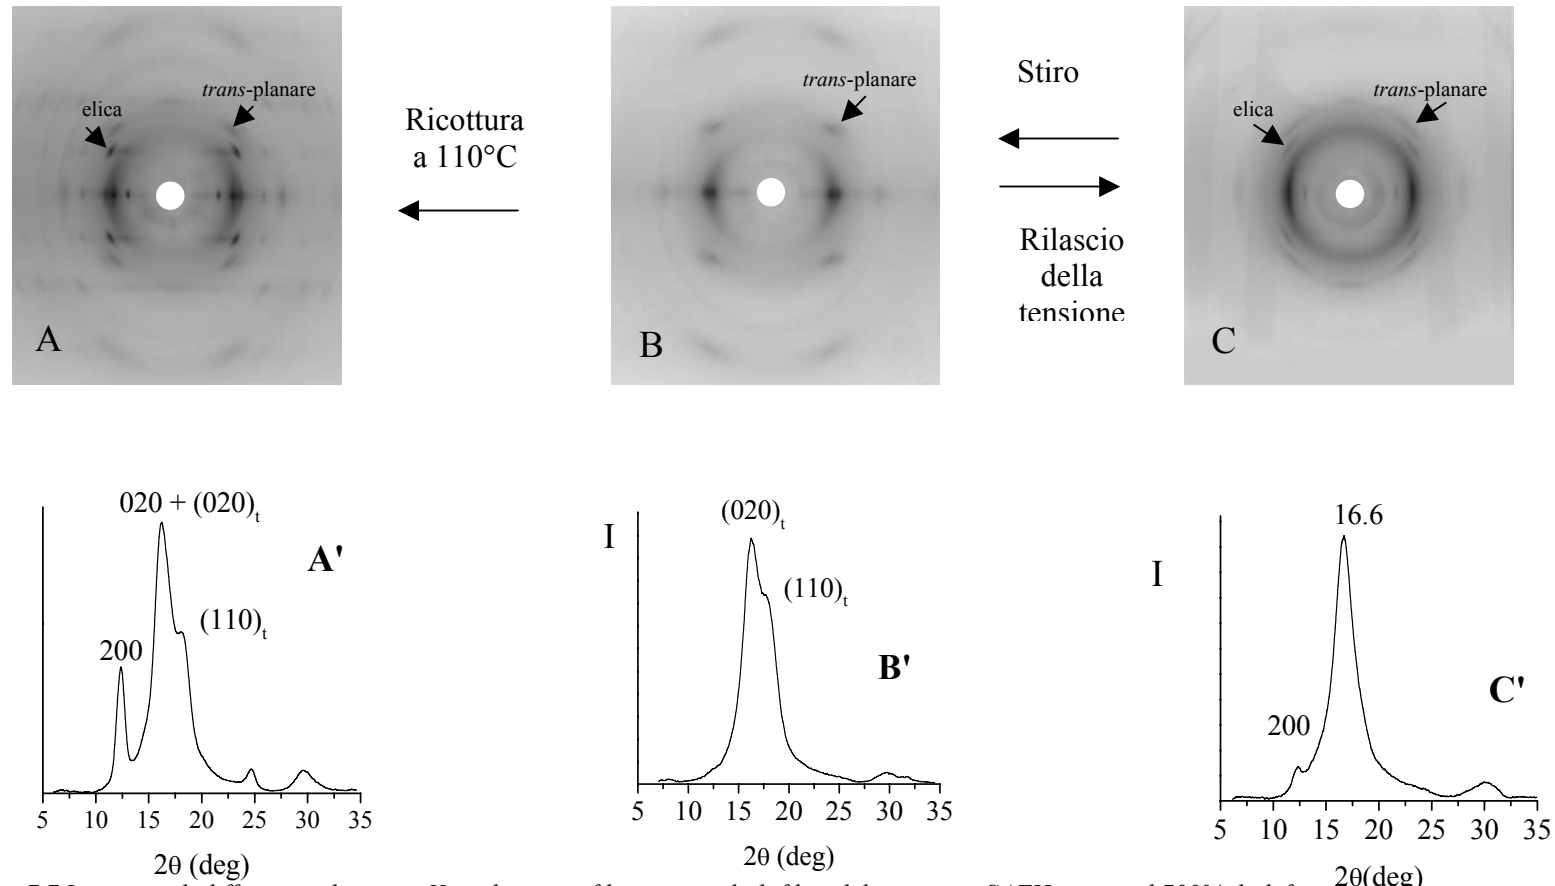 elica
trans-planare
A
Ricottura
a 110°C
trans-planare
B
Stiro
Rilascio
della
tensione
elica
trans-planare
C
020 + (020)t
A'
(110)t
200
5 10 15 20 25 30 35
2θ (deg)
I
(020)t
(110)t
B'
5 10 15 20 25 30 35
2θ (deg)
I
16.6
C'
200
5 10 15 20 25 30 35
2θ(deg)